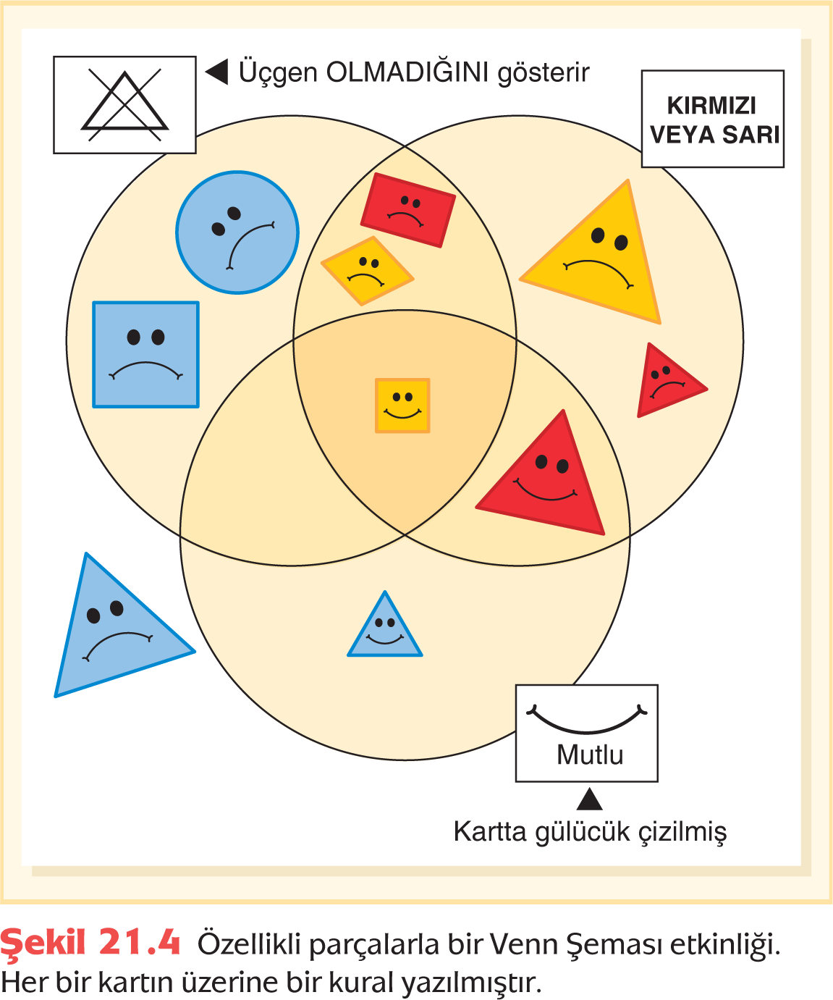 Üçgen OLMADIĞINI gösterir
KIRMIZI
VEYA SARI
Mutlu
Kartta gülücük çizilmiş
Şekil 21.4 Özellikli parçalarla bir Venn Şeması etkinliği.
Her bir kartın üzerine bir kural yazılmıştır.